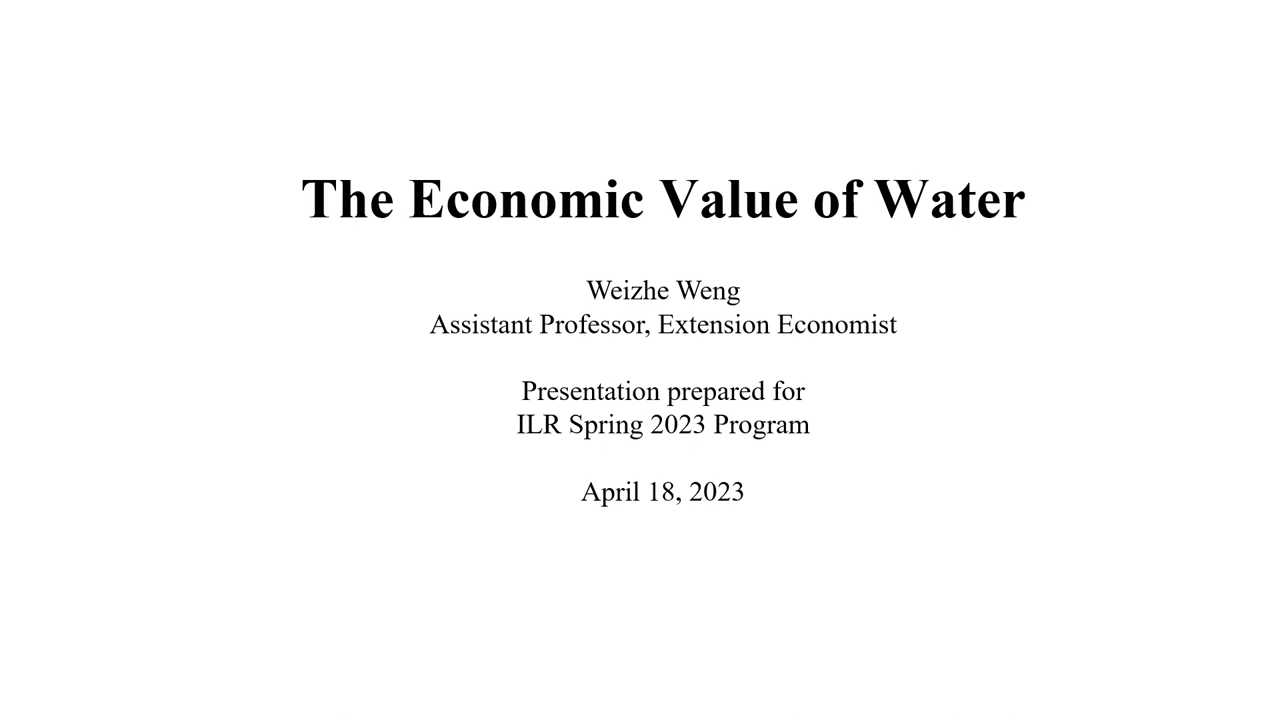 The Economic Value of Water
Weizhe Weng
Assistant Professor, Extension Economist
Presentation prepared for
ILR Spring 2023 Program
April 18, 2023